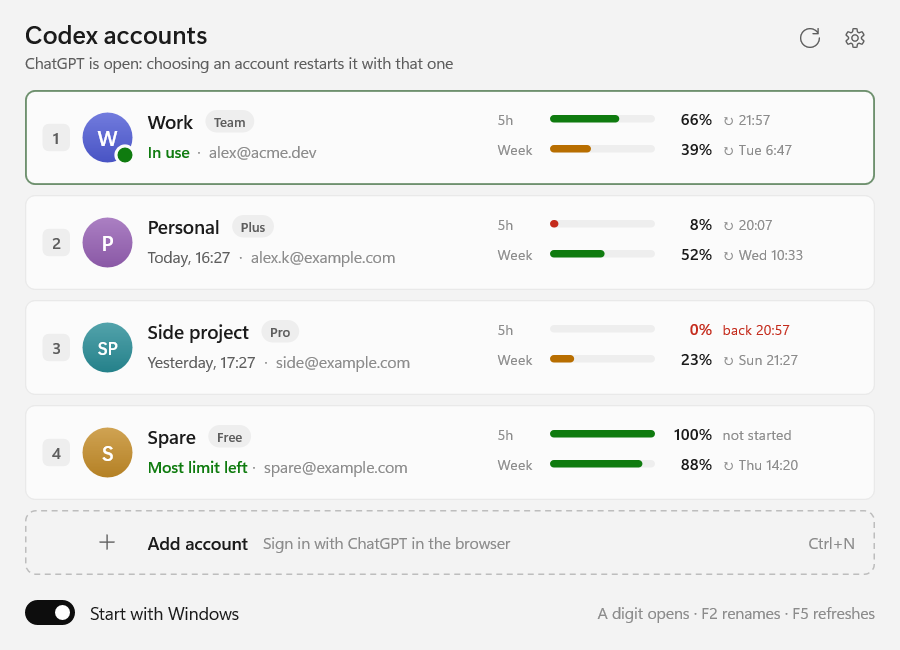 Codex accounts
ChatGPT is open: choosing an account restarts it with that one
1
W
Work Team
In use · alex@acme.dev
5h 66% ↻ 21:57
Week 39% ↻ Tue 6:47
2
P
Personal Plus
Today, 16:27 · alex.k@example.com
5h 8% ↻ 20:07
Week 52% ↻ Wed 10:33
3
SP
Side project Pro
Yesterday, 17:27 · side@example.com
5h 0% back 20:57
Week 23% ↻ Sun 21:27
4
S
Spare Free
Most limit left · spare@example.com
5h 100% not started
Week 88% ↻ Thu 14:20
+ Add account Sign in with ChatGPT in the browser Ctrl+N
Start with Windows
A digit opens · F2 renames · F5 refreshes